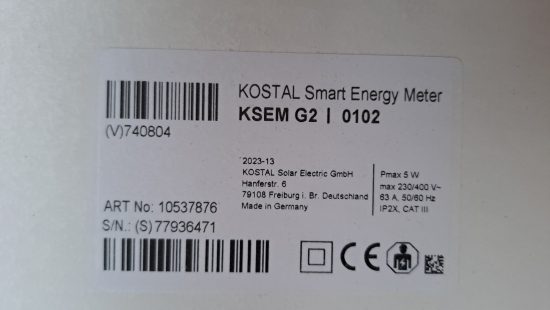 KOSTAL Smart Energy Meter
KSEM G2 | 0102
(V)740804
2023-13
KOSTAL Solar Electric GmbH
Hanferstr. 6
79108 Freiburg i. Br. Deutschland
Made in Germany
Pmax 5 W
max 230/400 V~
63 A, 50/60 Hz
IP2X, CAT III
ART No: 10537876
S/N.: (S)77936471
CE